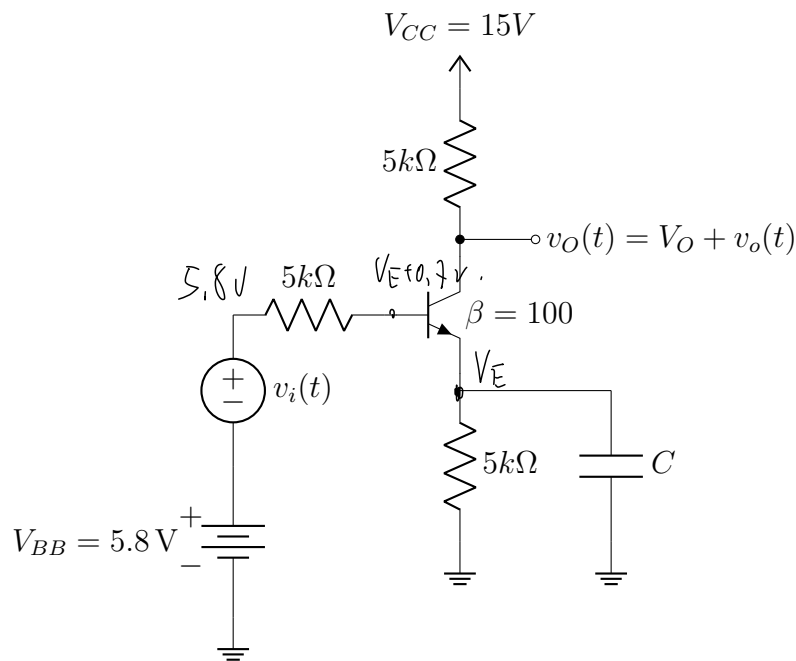 V_{CC} = 15V
5kΩ
v_O(t) = V_O + v_o(t)
5,8V
5kΩ
V_E+0,7v.
β = 100
v_i(t)
V_E
5kΩ
C
V_{BB} = 5.8 V